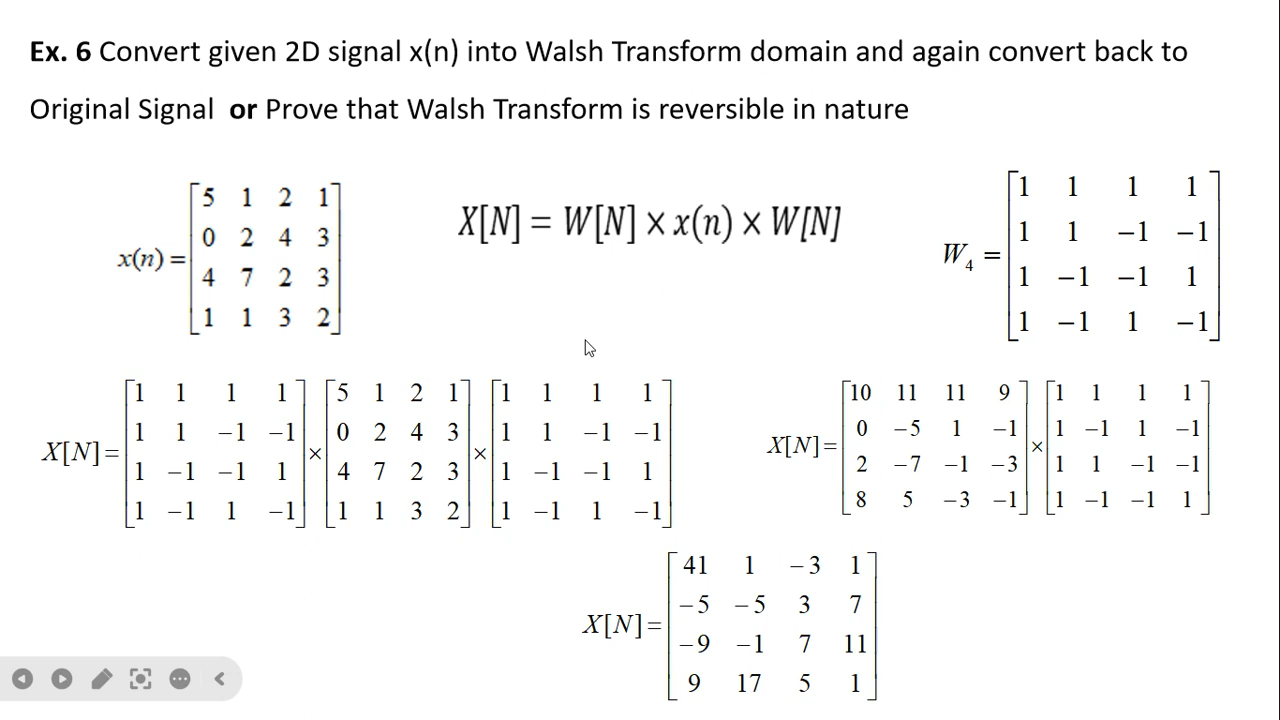 Ex. 6 Convert given 2D signal x(n) into Walsh Transform domain and again convert back to
Original Signal or Prove that Walsh Transform is reversible in nature
x(n) =
5 1 2 1
0 2 4 3
4 7 2 3
1 1 3 2
X[N] = W[N] × x(n) × W[N]
W₄ =
1 1 1 1
1 1 −1 −1
1 −1 −1 1
1 −1 1 −1
X[N] =
1 1 1 1
1 1 −1 −1
1 −1 −1 1
1 −1 1 −1
×
5 1 2 1
0 2 4 3
4 7 2 3
1 1 3 2
×
1 1 1 1
1 1 −1 −1
1 −1 −1 1
1 −1 1 −1
X[N] =
10 11 11 9
0 −5 1 −1
2 −7 −1 −3
8 5 −3 −1
×
1 1 1 1
1 −1 1 −1
1 1 −1 −1
1 −1 −1 1
X[N] =
41 1 −3 1
−5 −5 3 7
−9 −1 7 11
9 17 5 1